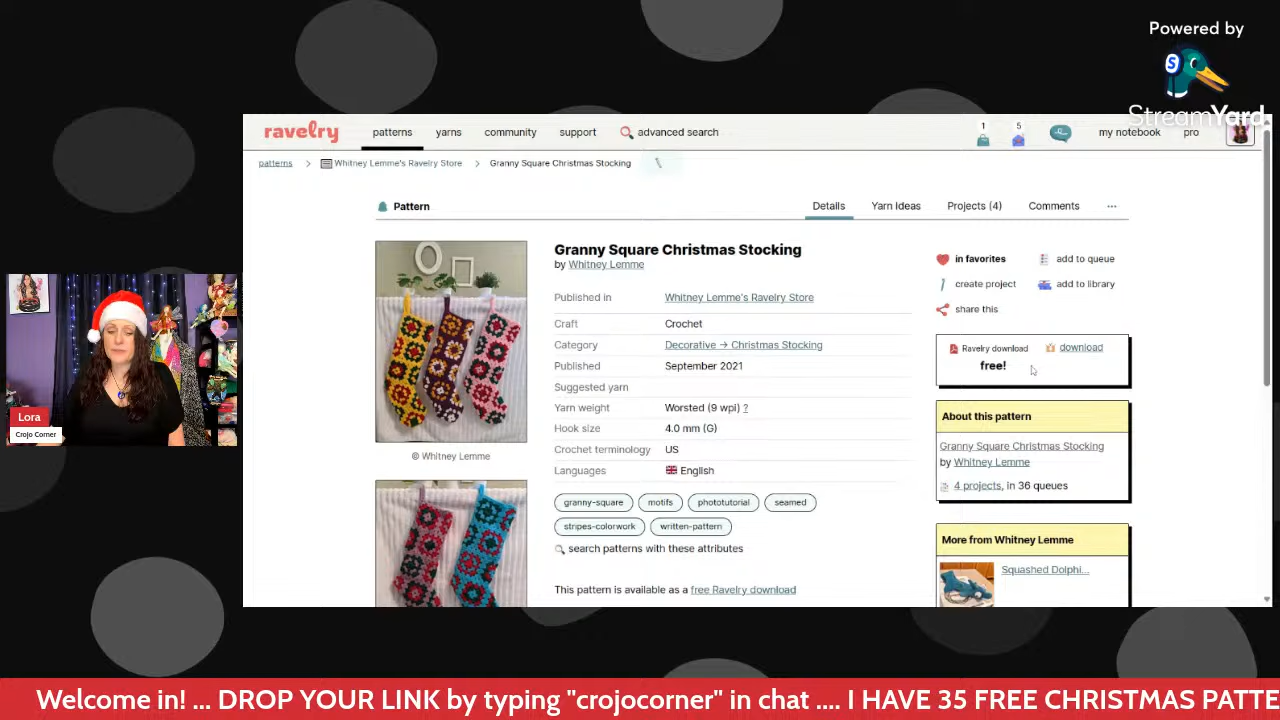 Powered by
StreamYard
ravelry
patterns
yarns
community
support
advanced search
1
5
my notebook
pro
patterns
Whitney Lemme's Ravelry Store
Granny Square Christmas Stocking
Pattern
Details
Yarn Ideas
Projects (4)
Comments
...
Granny Square Christmas Stocking
by Whitney Lemme
Published in Whitney Lemme's Ravelry Store
Craft Crochet
Category Decorative → Christmas Stocking
Published September 2021
Suggested yarn
Yarn weight Worsted (9 wpi) ?
Hook size 4.0 mm (G)
Crochet terminology US
Languages English
granny-square motifs phototutorial seamed
stripes-colorwork written-pattern
search patterns with these attributes
This pattern is available as a free Ravelry download
© Whitney Lemme
in favorites add to queue
create project add to library
share this
Ravelry download download
free!
About this pattern
Granny Square Christmas Stocking
by Whitney Lemme
4 projects, in 36 queues
More from Whitney Lemme
Squashed Dolphi...
Lora
Crojo Corner
Welcome in! ... DROP YOUR LINK by typing "crojocorner" in chat .... I HAVE 35 FREE CHRISTMAS PATTE